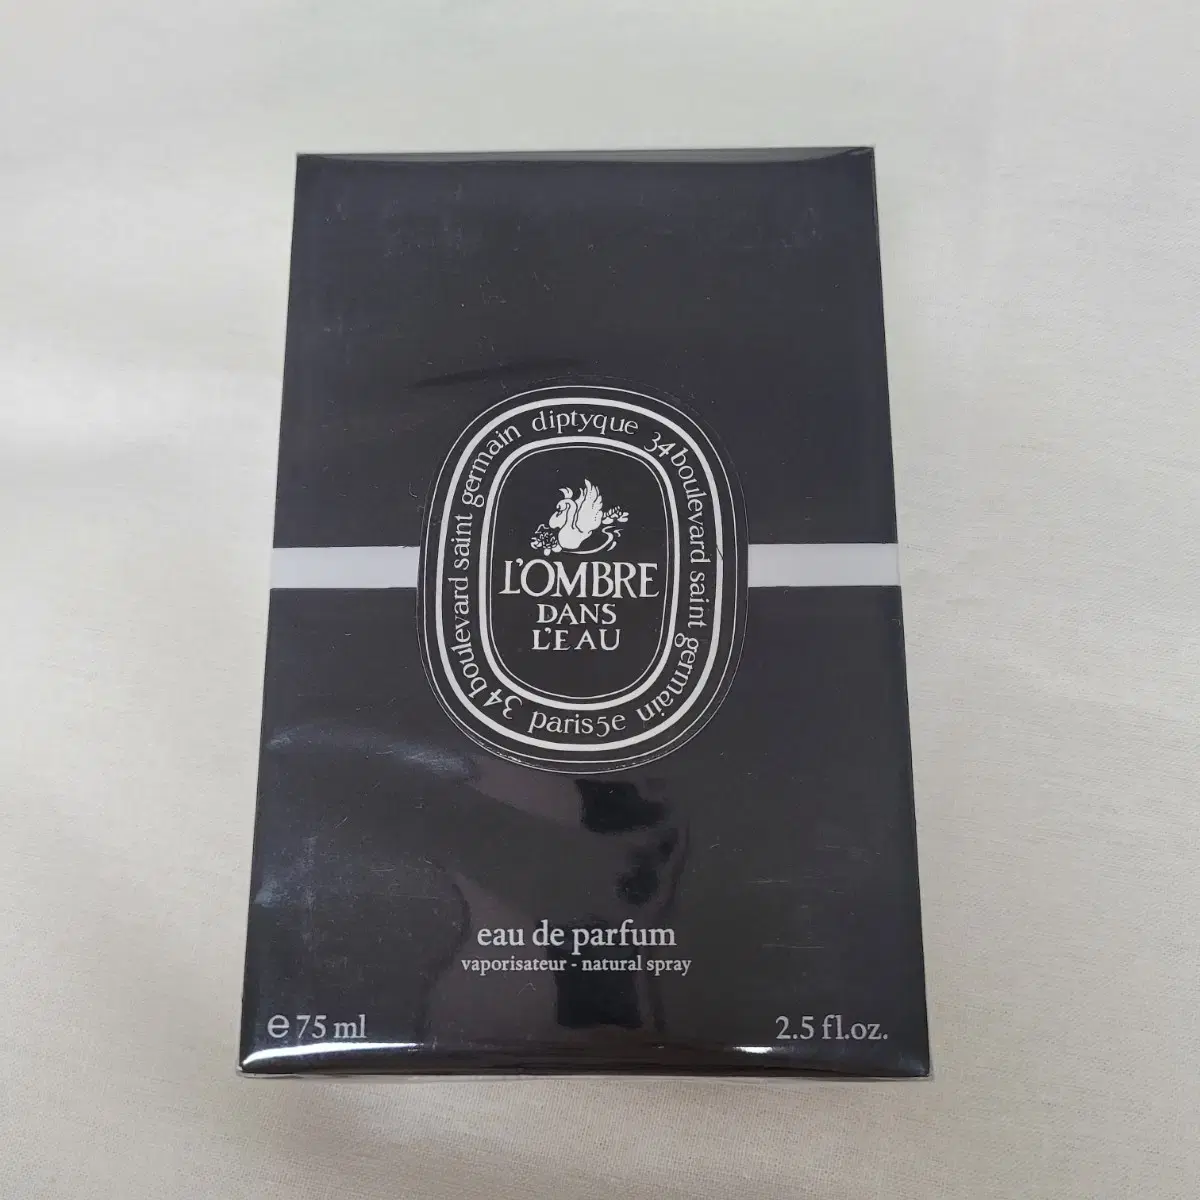 diptyque 34 boulevard saint germain paris5e 34 boulevard saint germain
L'OMBRE
DANS
L'EAU
eau de parfum
vaporisateur - natural spray
e 75 ml
2.5 fl.oz.